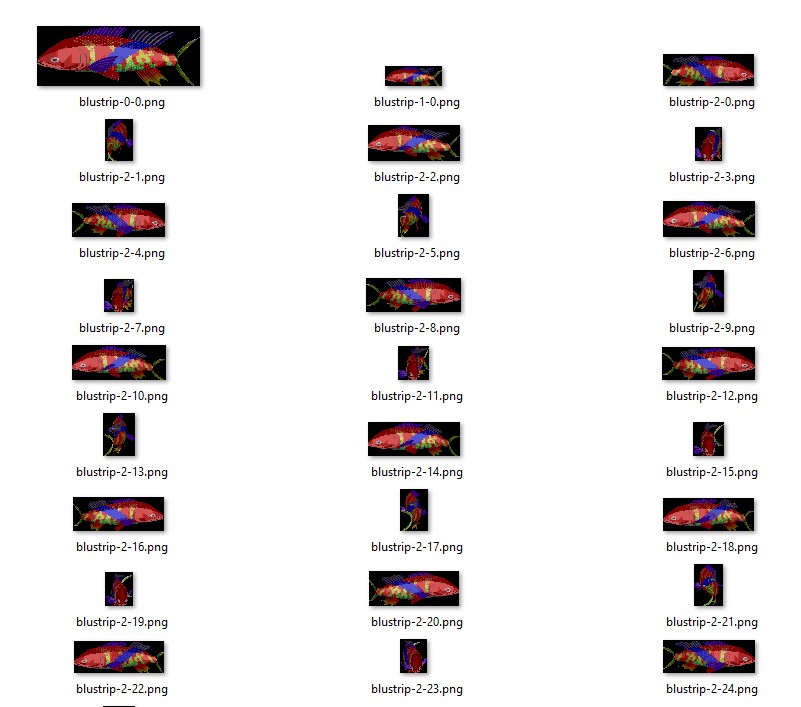 blustrip-0-0.png
blustrip-1-0.png
blustrip-2-0.png
blustrip-2-1.png
blustrip-2-2.png
blustrip-2-3.png
blustrip-2-4.png
blustrip-2-5.png
blustrip-2-6.png
blustrip-2-7.png
blustrip-2-8.png
blustrip-2-9.png
blustrip-2-10.png
blustrip-2-11.png
blustrip-2-12.png
blustrip-2-13.png
blustrip-2-14.png
blustrip-2-15.png
blustrip-2-16.png
blustrip-2-17.png
blustrip-2-18.png
blustrip-2-19.png
blustrip-2-20.png
blustrip-2-21.png
blustrip-2-22.png
blustrip-2-23.png
blustrip-2-24.png